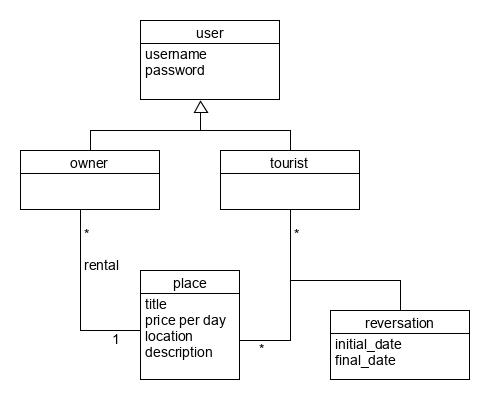 user
username
password
owner
tourist
*
*
rental
place
title
price per day
location
description
1
*
reversation
initial_date
final_date